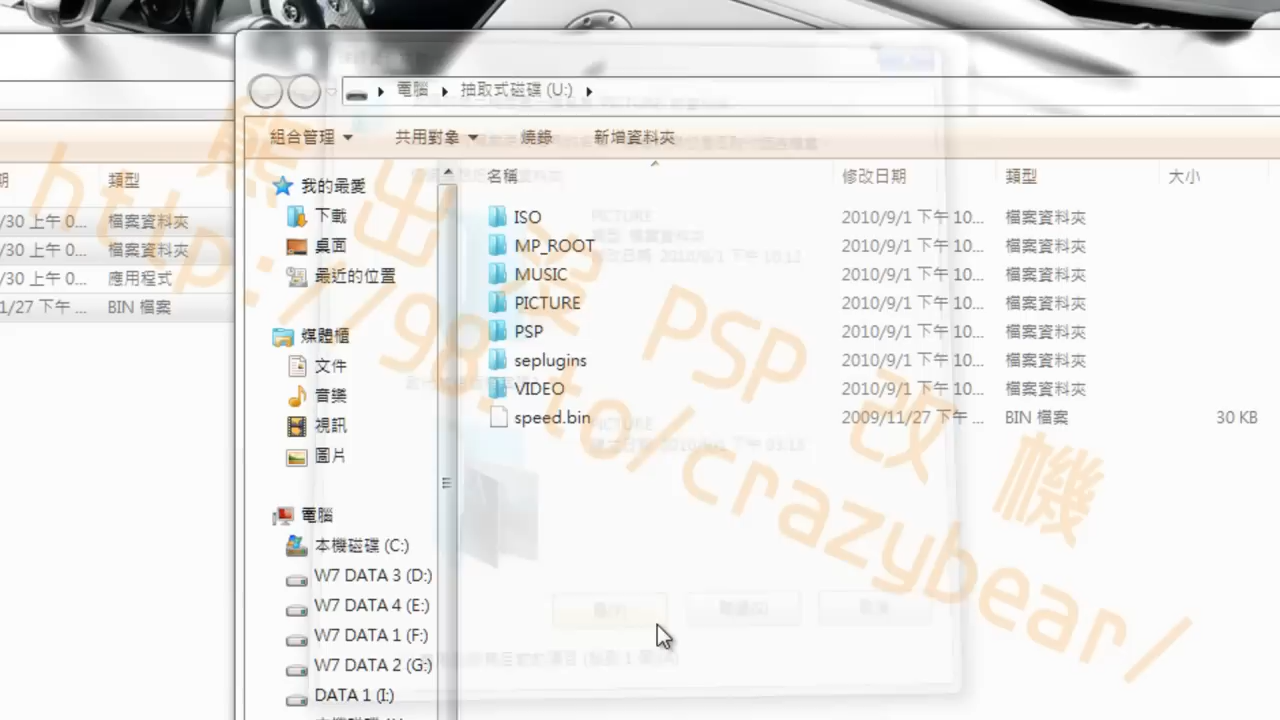 電腦 抽取式磁碟 (U:)
組合管理 共用對象 燒錄 新增資料夾
期 類型
名稱 修改日期 類型 大小
/30 上午 0... 檔案資料夾
/30 上午 0... 檔案資料夾
/30 上午 0... 應用程式
1/27 下午 ... BIN 檔案
我的最愛
下載
桌面
最近的位置
媒體櫃
文件
音樂
視訊
圖片
電腦
本機磁碟 (C:)
W7 DATA 3 (D:)
W7 DATA 4 (E:)
W7 DATA 1 (F:)
W7 DATA 2 (G:)
DATA 1 (I:)
ISO 2010/9/1 下午 10... 檔案資料夾
MP_ROOT 2010/9/1 下午 10... 檔案資料夾
MUSIC 2010/9/1 下午 10... 檔案資料夾
PICTURE 2010/9/1 下午 10... 檔案資料夾
PSP 2010/9/1 下午 10... 檔案資料夾
seplugins 2010/9/1 下午 10... 檔案資料夾
VIDEO 2010/9/1 下午 10... 檔案資料夾
speed.bin 2009/11/27 下午 ... BIN 檔案 30 KB
PICTURE
熊出沒 PSP 改機
http://98.to/crazybear/